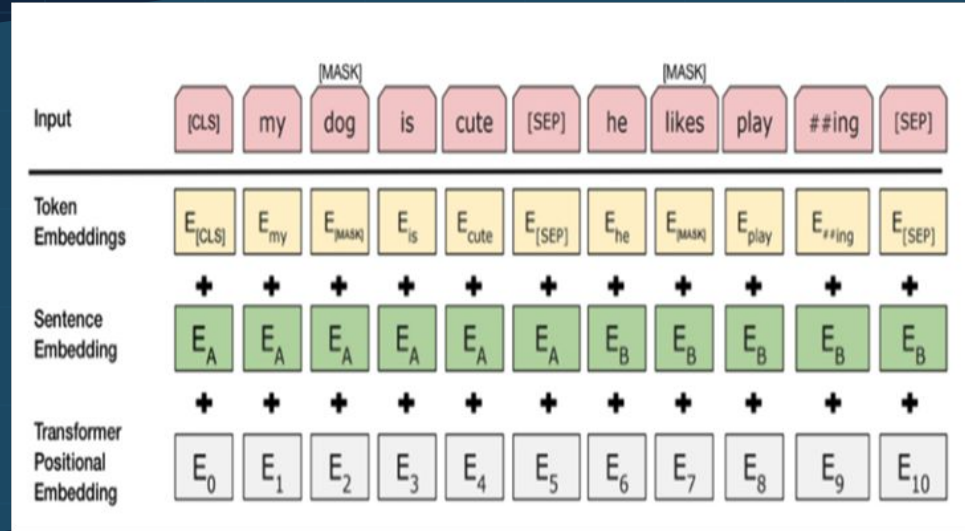 [MASK] [MASK]
Input [CLS] my dog is cute [SEP] he likes play ##ing [SEP]
Token
Embeddings E[CLS] Emy E[MASK] Eis Ecute E[SEP] Ehe E[MASK] Eplay E##ing E[SEP]
+ + + + + + + + + + +
Sentence
Embedding EA EA EA EA EA EA EB EB EB EB EB
+ + + + + + + + + + +
Transformer
Positional
Embedding E0 E1 E2 E3 E4 E5 E6 E7 E8 E9 E10